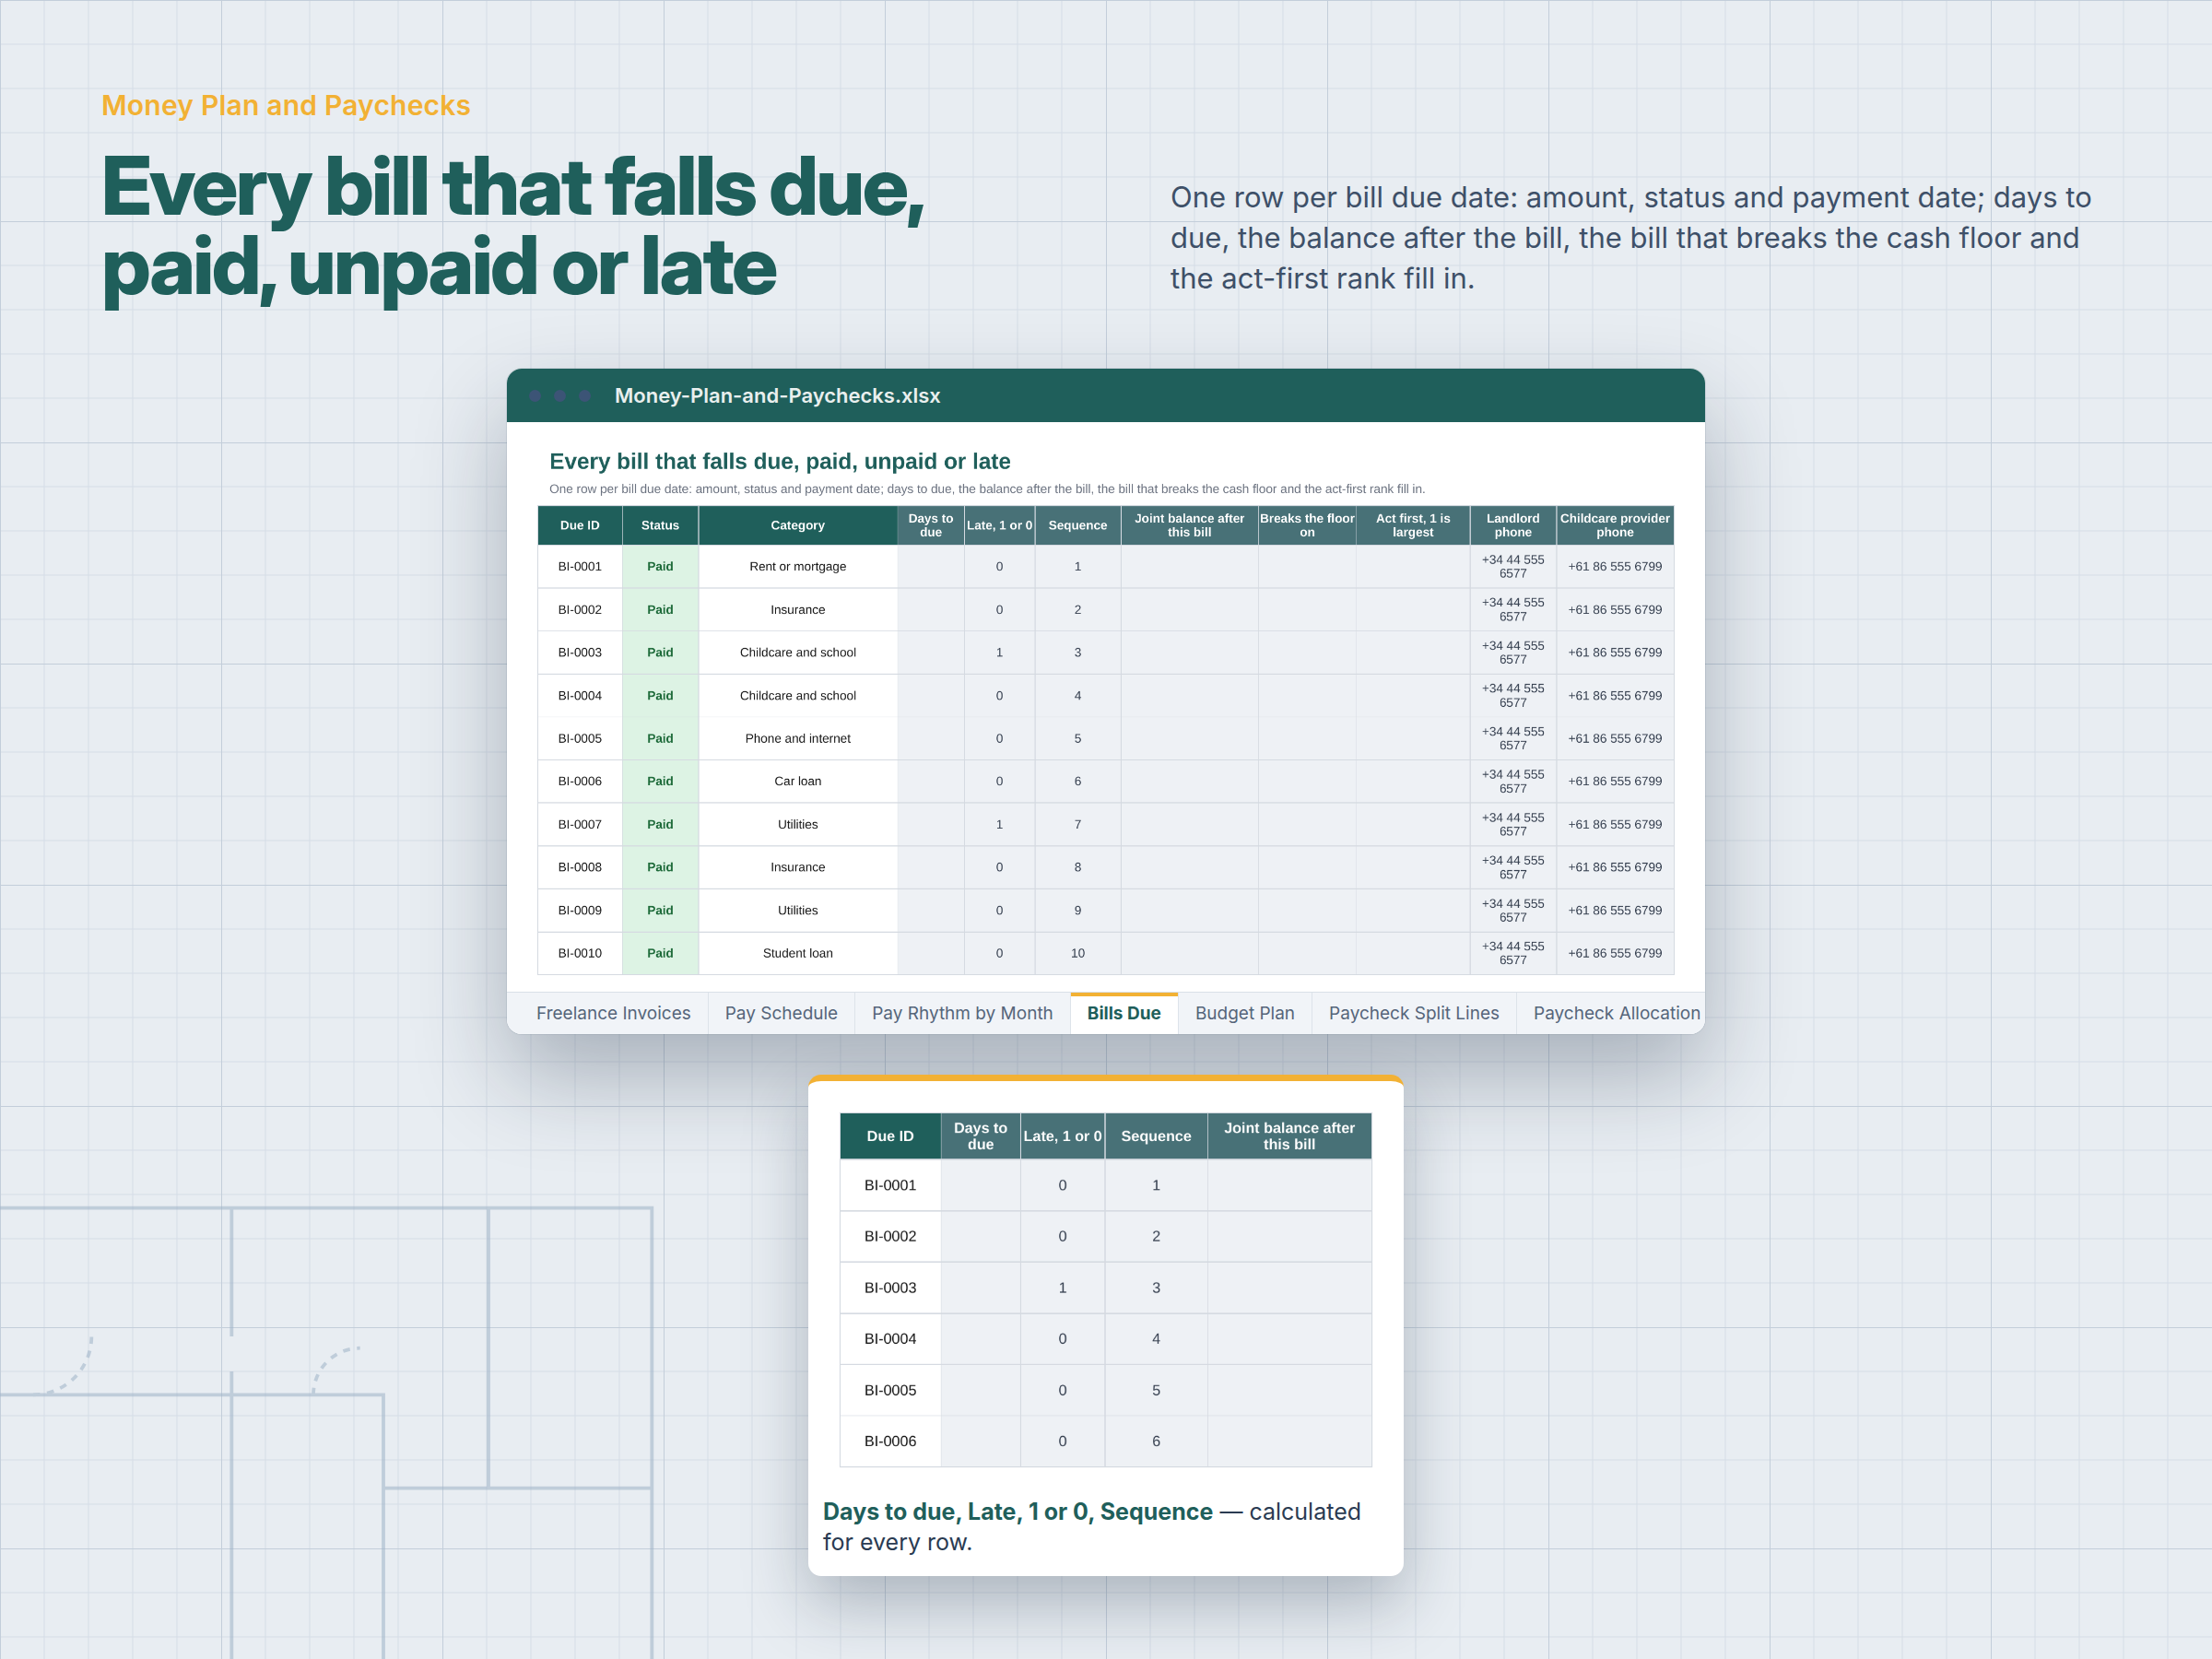 Money Plan and Paychecks
Every bill that falls due,
paid, unpaid or late
One row per bill due date: amount, status and payment date; days to
due, the balance after the bill, the bill that breaks the cash floor and
the act-first rank fill in.
Money-Plan-and-Paychecks.xlsx
Every bill that falls due, paid, unpaid or late
One row per bill due date: amount, status and payment date; days to due, the balance after the bill, the bill that breaks the cash floor and the act-first rank fill in.
Due ID Status Category Days to due Late, 1 or 0 Sequence Joint balance after this bill Breaks the floor on Act first, 1 is largest Landlord phone Childcare provider phone
BI-0001 Paid Rent or mortgage 0 1 +34 44 555 6577 +61 86 555 6799
BI-0002 Paid Insurance 0 2 +34 44 555 6577 +61 86 555 6799
BI-0003 Paid Childcare and school 1 3 +34 44 555 6577 +61 86 555 6799
BI-0004 Paid Childcare and school 0 4 +34 44 555 6577 +61 86 555 6799
BI-0005 Paid Phone and internet 0 5 +34 44 555 6577 +61 86 555 6799
BI-0006 Paid Car loan 0 6 +34 44 555 6577 +61 86 555 6799
BI-0007 Paid Utilities 1 7 +34 44 555 6577 +61 86 555 6799
BI-0008 Paid Insurance 0 8 +34 44 555 6577 +61 86 555 6799
BI-0009 Paid Utilities 0 9 +34 44 555 6577 +61 86 555 6799
BI-0010 Paid Student loan 0 10 +34 44 555 6577 +61 86 555 6799
Freelance Invoices Pay Schedule Pay Rhythm by Month Bills Due Budget Plan Paycheck Split Lines Paycheck Allocation
Due ID Days to due Late, 1 or 0 Sequence Joint balance after this bill
BI-0001 0 1
BI-0002 0 2
BI-0003 1 3
BI-0004 0 4
BI-0005 0 5
BI-0006 0 6
Days to due, Late, 1 or 0, Sequence — calculated
for every row.